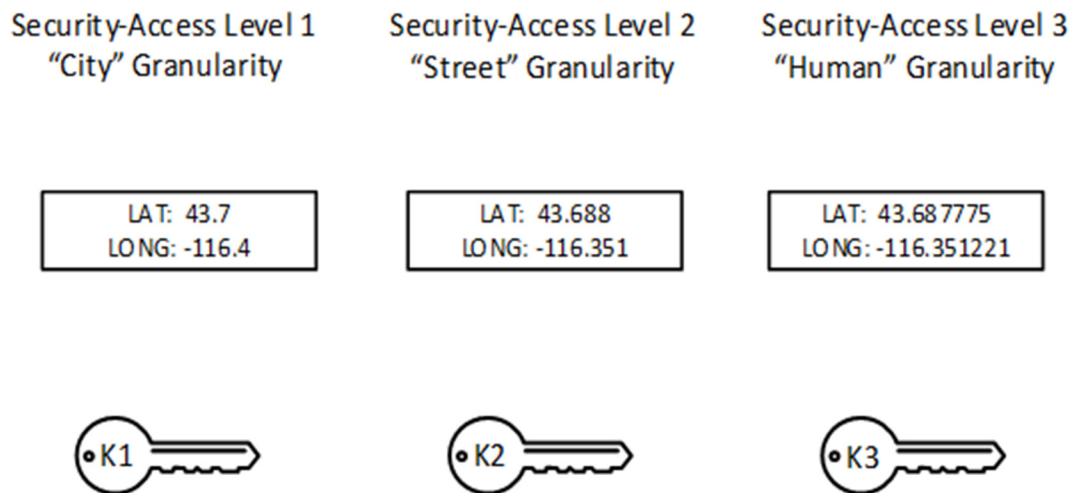 Security-Access Level 1
“City” Granularity
Security-Access Level 2
“Street” Granularity
Security-Access Level 3
“Human” Granularity
LAT: 43.7
LONG: -116.4
LAT: 43.688
LONG: -116.351
LAT: 43.687775
LONG: -116.351221
K1
K2
K3